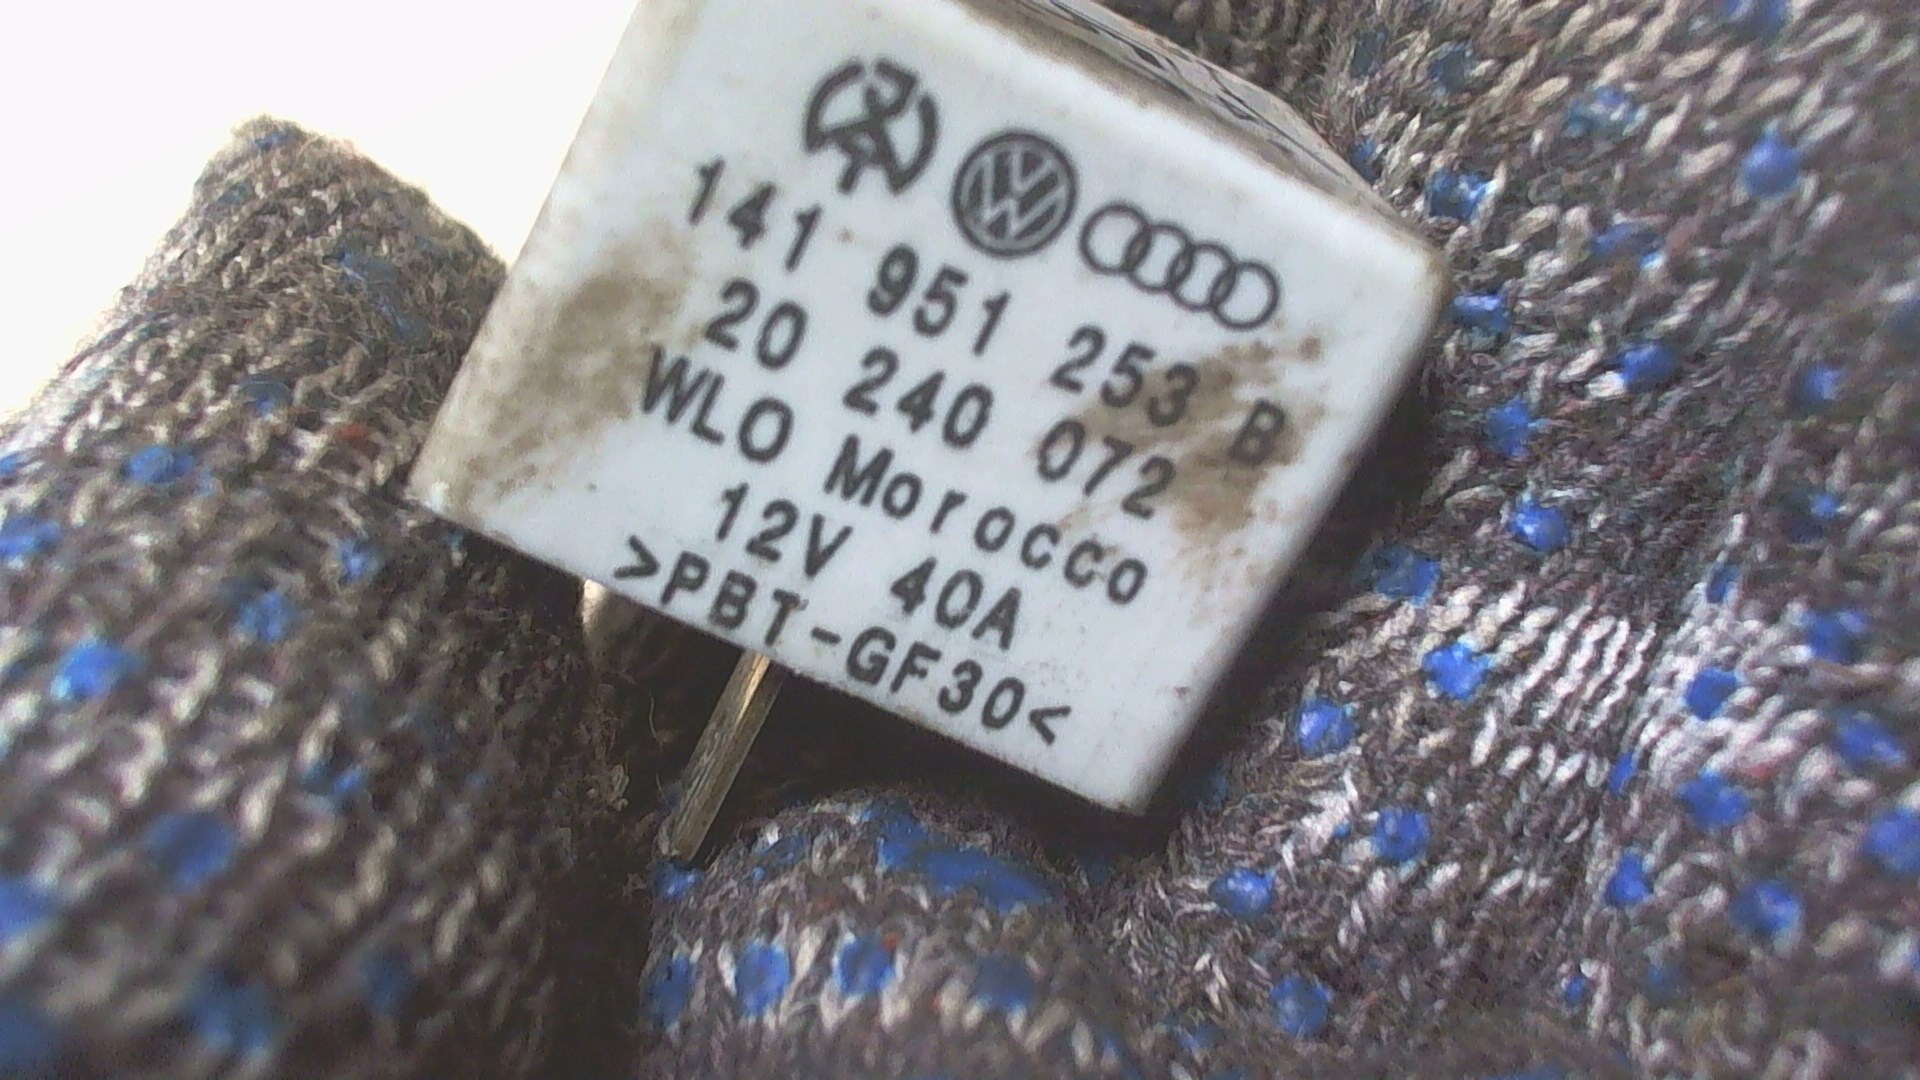 141 951 253 B
20 240 072
WLO Morocco
12V 40A
>PBT-GF30<